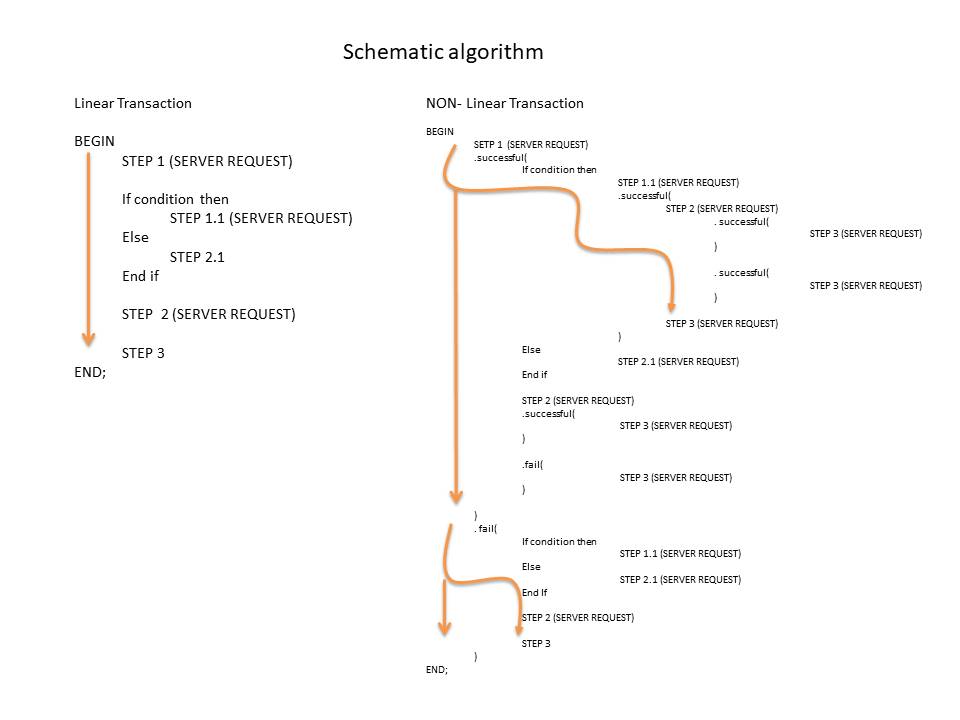 Schematic algorithm
Linear Transaction
BEGIN
STEP 1 (SERVER REQUEST)
If condition then
STEP 1.1 (SERVER REQUEST)
Else
STEP 2.1
End if
STEP 2 (SERVER REQUEST)
STEP 3
END;
NON- Linear Transaction
BEGIN
SETP 1 (SERVER REQUEST)
.successful(
If condition then
STEP 1.1 (SERVER REQUEST)
.successful(
STEP 2 (SERVER REQUEST)
. successful(
STEP 3 (SERVER REQUEST)
)
. successful(
STEP 3 (SERVER REQUEST)
)
STEP 3 (SERVER REQUEST)
)
Else
STEP 2.1 (SERVER REQUEST)
End if
STEP 2 (SERVER REQUEST)
.successful(
STEP 3 (SERVER REQUEST)
)
.fail(
STEP 3 (SERVER REQUEST)
)
)
. fail(
If condition then
STEP 1.1 (SERVER REQUEST)
Else
STEP 2.1 (SERVER REQUEST)
End If
STEP 2 (SERVER REQUEST)
STEP 3
)
END;